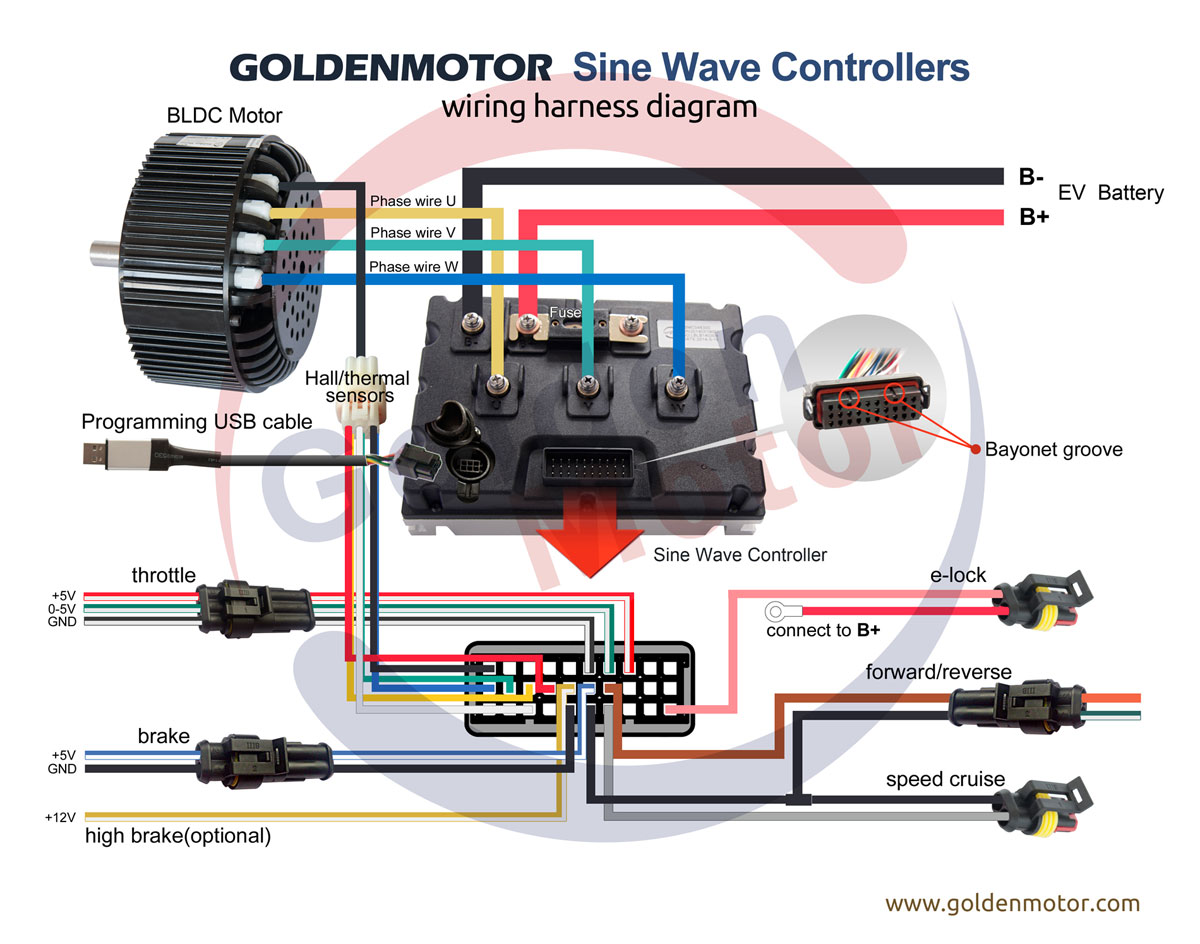 GOLDENMOTOR Sine Wave Controllers
wiring harness diagram
BLDC Motor
B-
EV Battery
B+
Phase wire U
Phase wire V
Phase wire W
Fuse
B-
U
V
W
Hall/thermal
sensors
Programming USB cable
Bayonet groove
Sine Wave Controller
throttle
+5V
0-5V
GND
e-lock
connect to B+
forward/reverse
brake
+5V
GND
speed cruise
+12V
high brake(optional)
Golden
Motor
www.goldenmotor.com